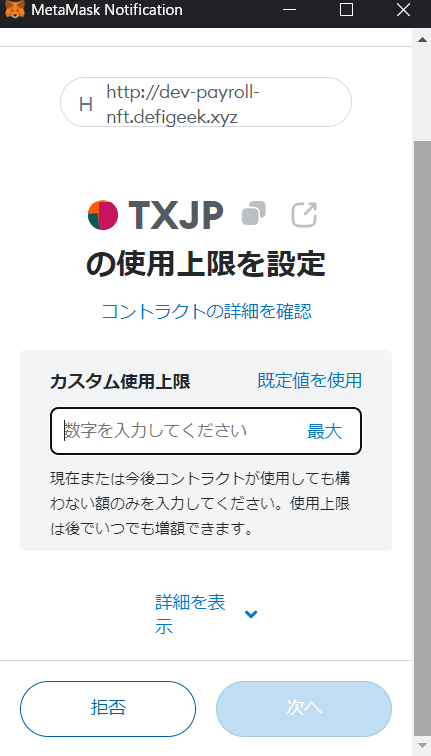 MetaMask Notification
H
http://dev-payroll-
nft.defigeek.xyz
TXJP
の使用上限を設定
コントラクトの詳細を確認
カスタム使用上限 既定値を使用
数字を入力してください 最大
現在または今後コントラクトが使用しても構
わない額のみを入力してください。使用上限
は後でいつでも増額できます。
詳細を表
示
拒否 次へ